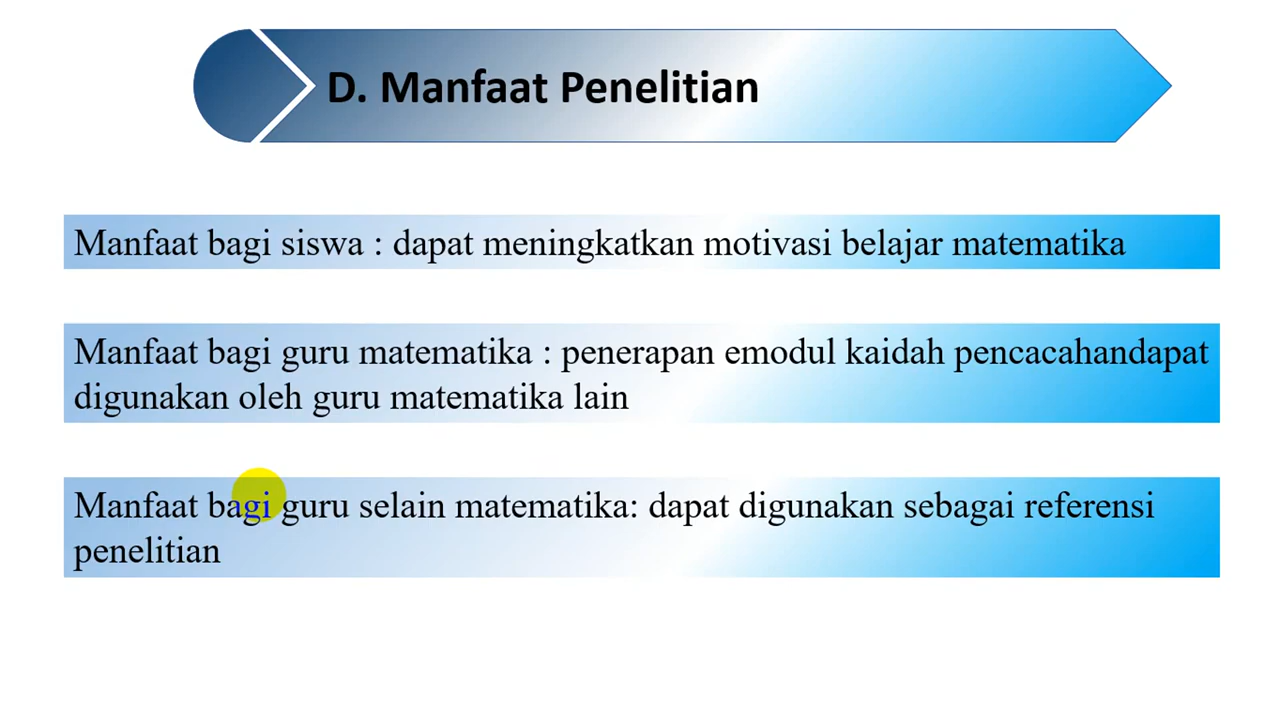 D. Manfaat Penelitian
Manfaat bagi siswa : dapat meningkatkan motivasi belajar matematika
Manfaat bagi guru matematika : penerapan emodul kaidah pencacahandapat
digunakan oleh guru matematika lain
Manfaat bagi guru selain matematika: dapat digunakan sebagai referensi
penelitian